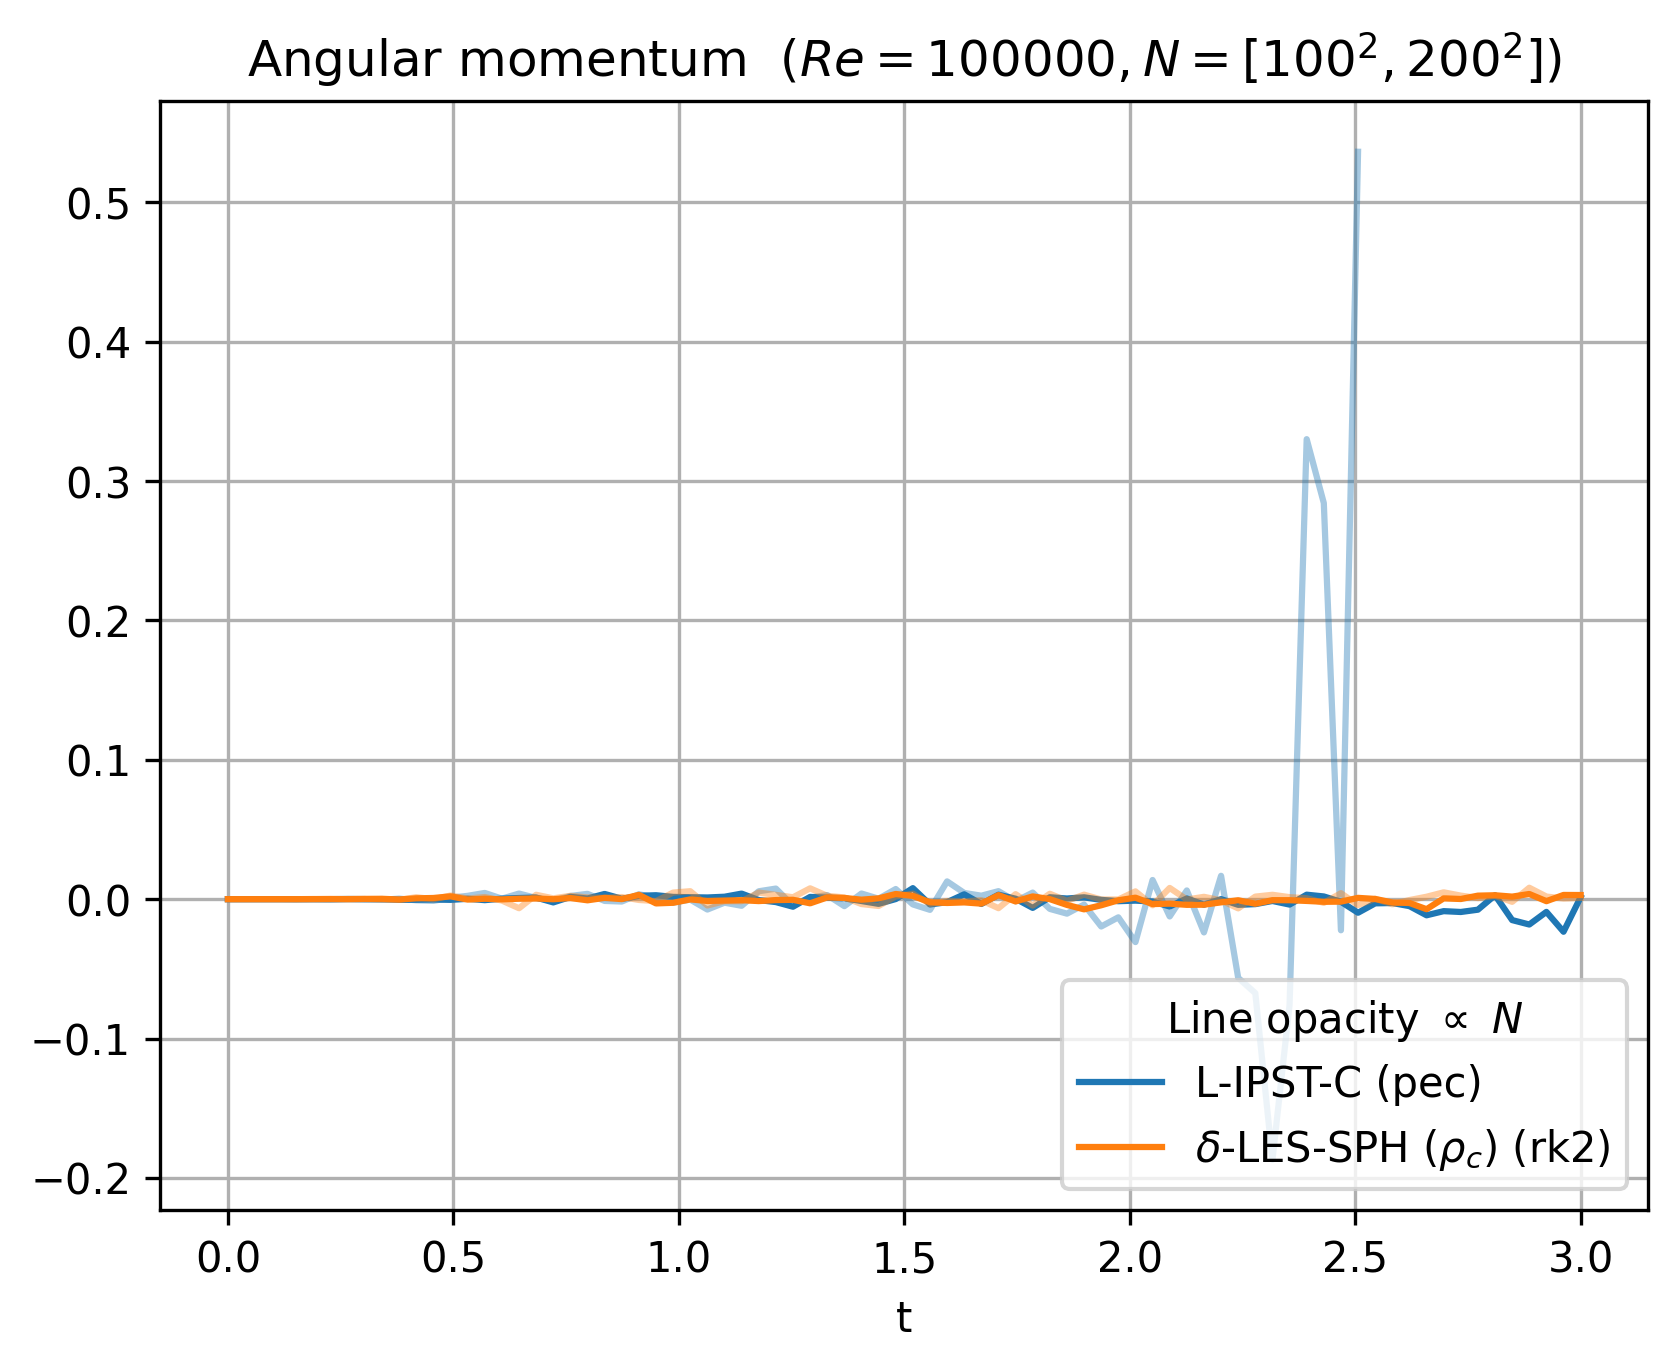 Angular momentum (Re = 100000, N = [100², 200²])
0.5
0.4
0.3
0.2
0.1
0.0
−0.1
−0.2
Line opacity ∝ N
L-IPST-C (pec)
δ-LES-SPH (ρc) (rk2)
0.0 0.5 1.0 1.5 2.0 2.5 3.0
t